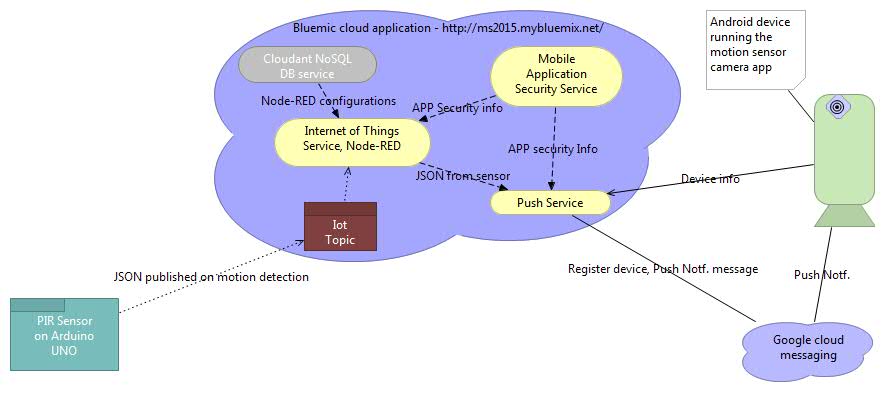 Bluemic cloud application - http://ms2015.mybluemix.net/
Android device
running the
motion sensor
camera app
Cloudant NoSQL
DB service
Mobile
Application
Security Service
Node-RED configurations
APP Security info
Internet of Things
Service, Node-RED
APP security Info
JSON from sensor
Device info
Push Service
Iot
Topic
JSON published on motion detection
Register device, Push Notf. message
Push Notf.
PIR Sensor
on Arduino
UNO
Google cloud
messaging